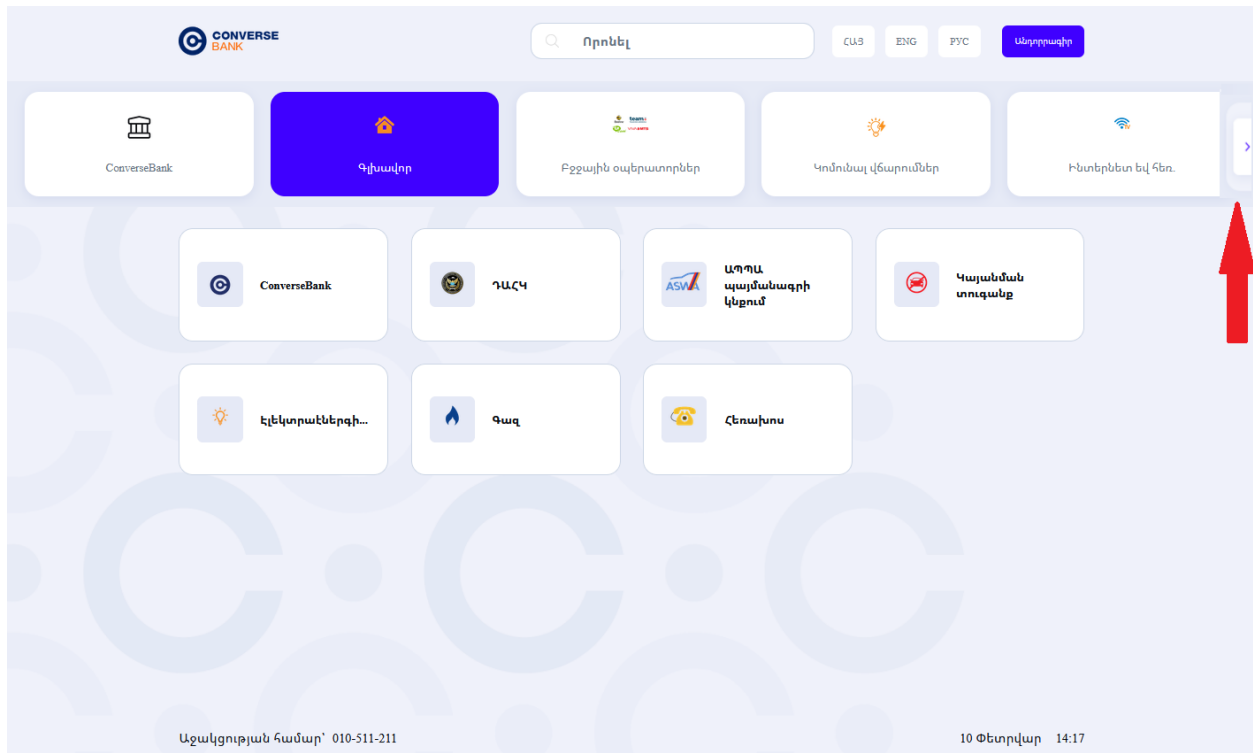 CONVERSE
BANK
Որոնել
ՀԱՅ
ENG
РУС
Անդորրագիր
ConverseBank
Գլխավոր
Բջջային օպերատորներ
Կոմունալ վճարումներ
Ինտերնետ եվ հեռ.
ConverseBank
ԴԱՀԿ
ASWA
ԱՊՊԱ
պայմանագրի
կնքում
Կայանման
տուգանք
Էլեկտրաէներգի...
Գազ
Հեռախոս
Աջակցության համար՝ 010-511-211
10 Փետրվար 14:17